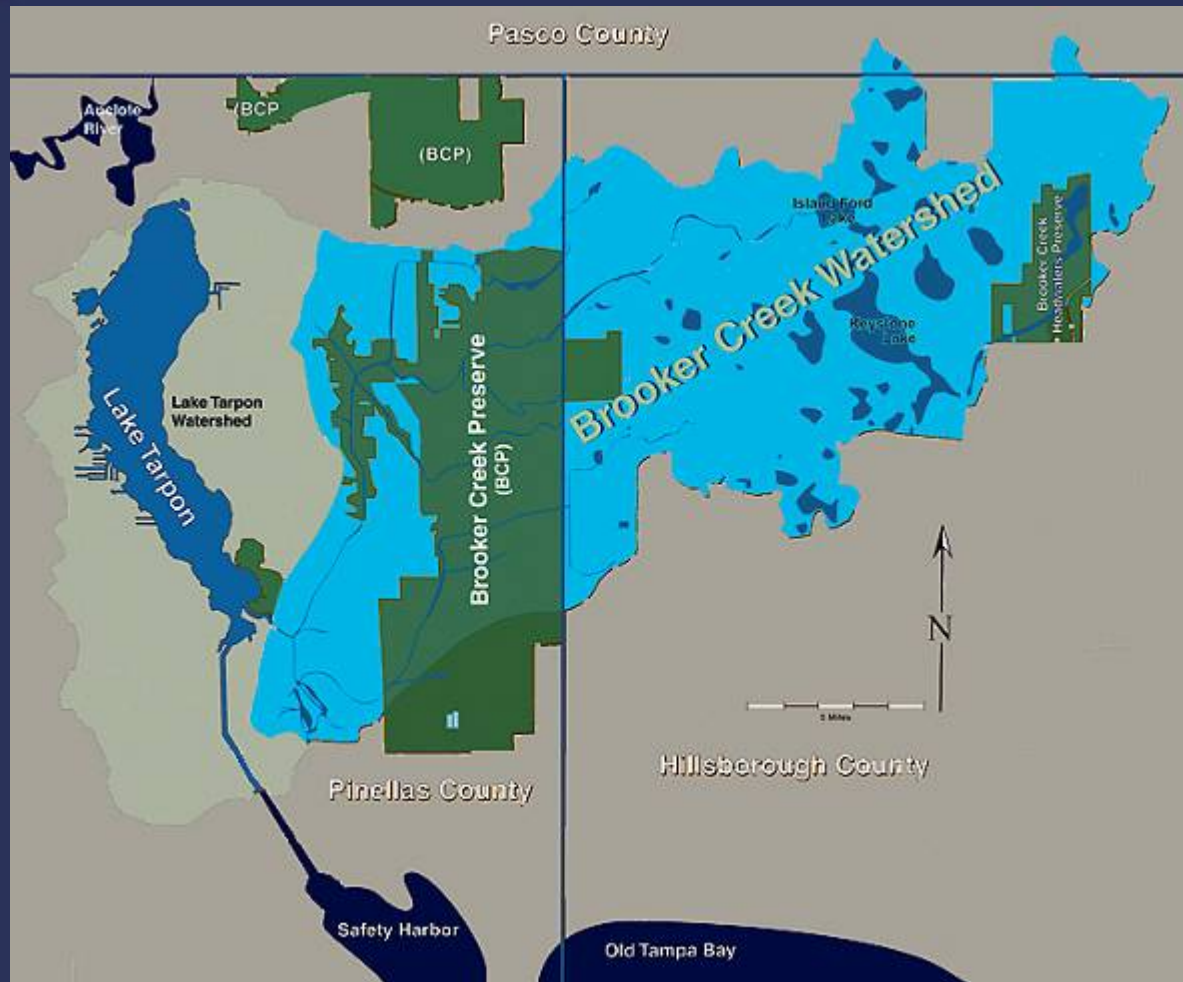 Pasco County
Anclote
River
(BCP
(BCP)
Island Ford
Lake
Brooker Creek Watershed
Brooker Creek
Headwaters Preserve
Keystone
Lake
Lake Tarpon
Lake Tarpon
Watershed
Brooker Creek Preserve
(BCP)
N
5 Miles
Hillsborough County
Pinellas County
Safety Harbor
Old Tampa Bay